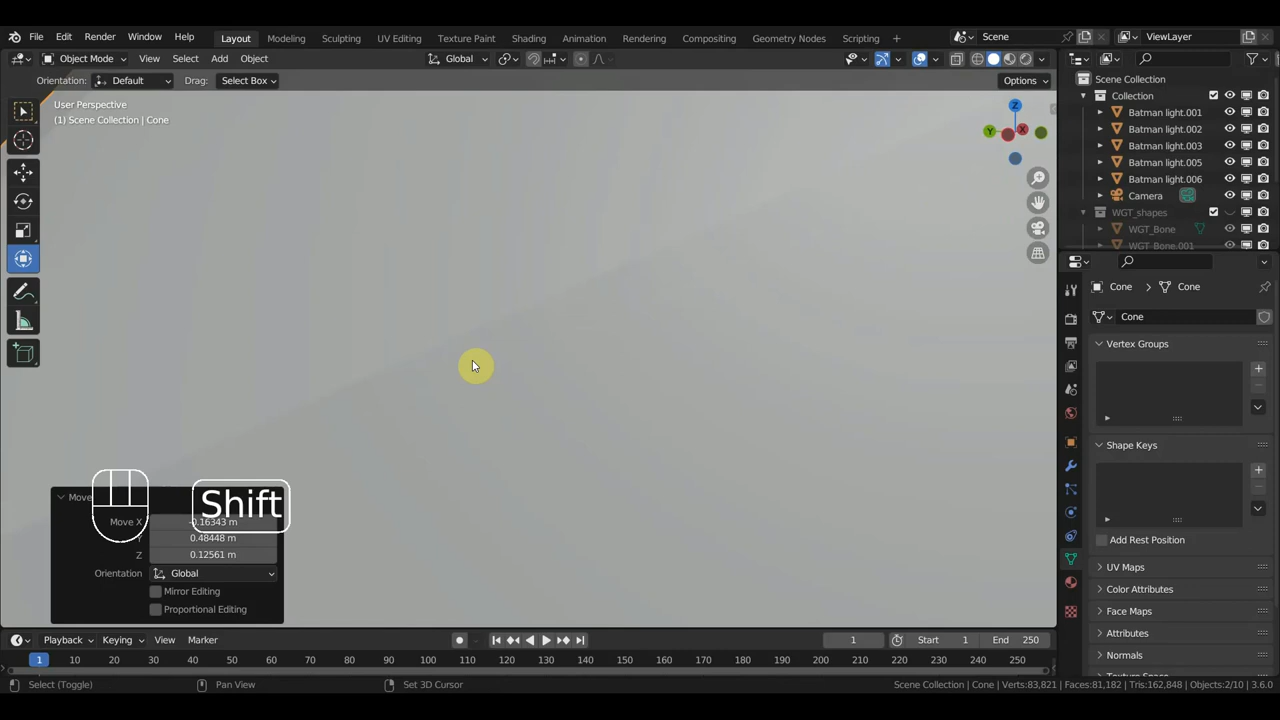 File Edit Render Window Help Layout Modeling Sculpting UV Editing Texture Paint Shading Animation Rendering Compositing Geometry Nodes Scripting + Scene ViewLayer
Object Mode View Select Add Object Global
Orientation: Default Drag: Select Box Options
User Perspective
(1) Scene Collection | Cone
Z
Y
X
Scene Collection
Collection
Batman light.001
Batman light.002
Batman light.003
Batman light.005
Batman light.006
Camera
WGT_shapes
WGT_Bone
WGT_Bone.001
Cone > Cone
Cone
Vertex Groups
Shape Keys
Add Rest Position
UV Maps
Color Attributes
Face Maps
Attributes
Normals
Texture Space
Move
Shift
Move X -0.16343 m
Y 0.48448 m
Z 0.12561 m
Orientation Global
Mirror Editing
Proportional Editing
Playback Keying View Marker 1 Start 1 End 250
1 10 20 30 40 50 60 70 80 90 100 110 120 130 140 150 160 170 180 190 200 210 220 230 240 250
Select (Toggle) Pan View Set 3D Cursor Scene Collection | Cone | Verts:83,821 | Faces:81,182 | Tris:162,848 | Objects:2/10 | 3.6.0